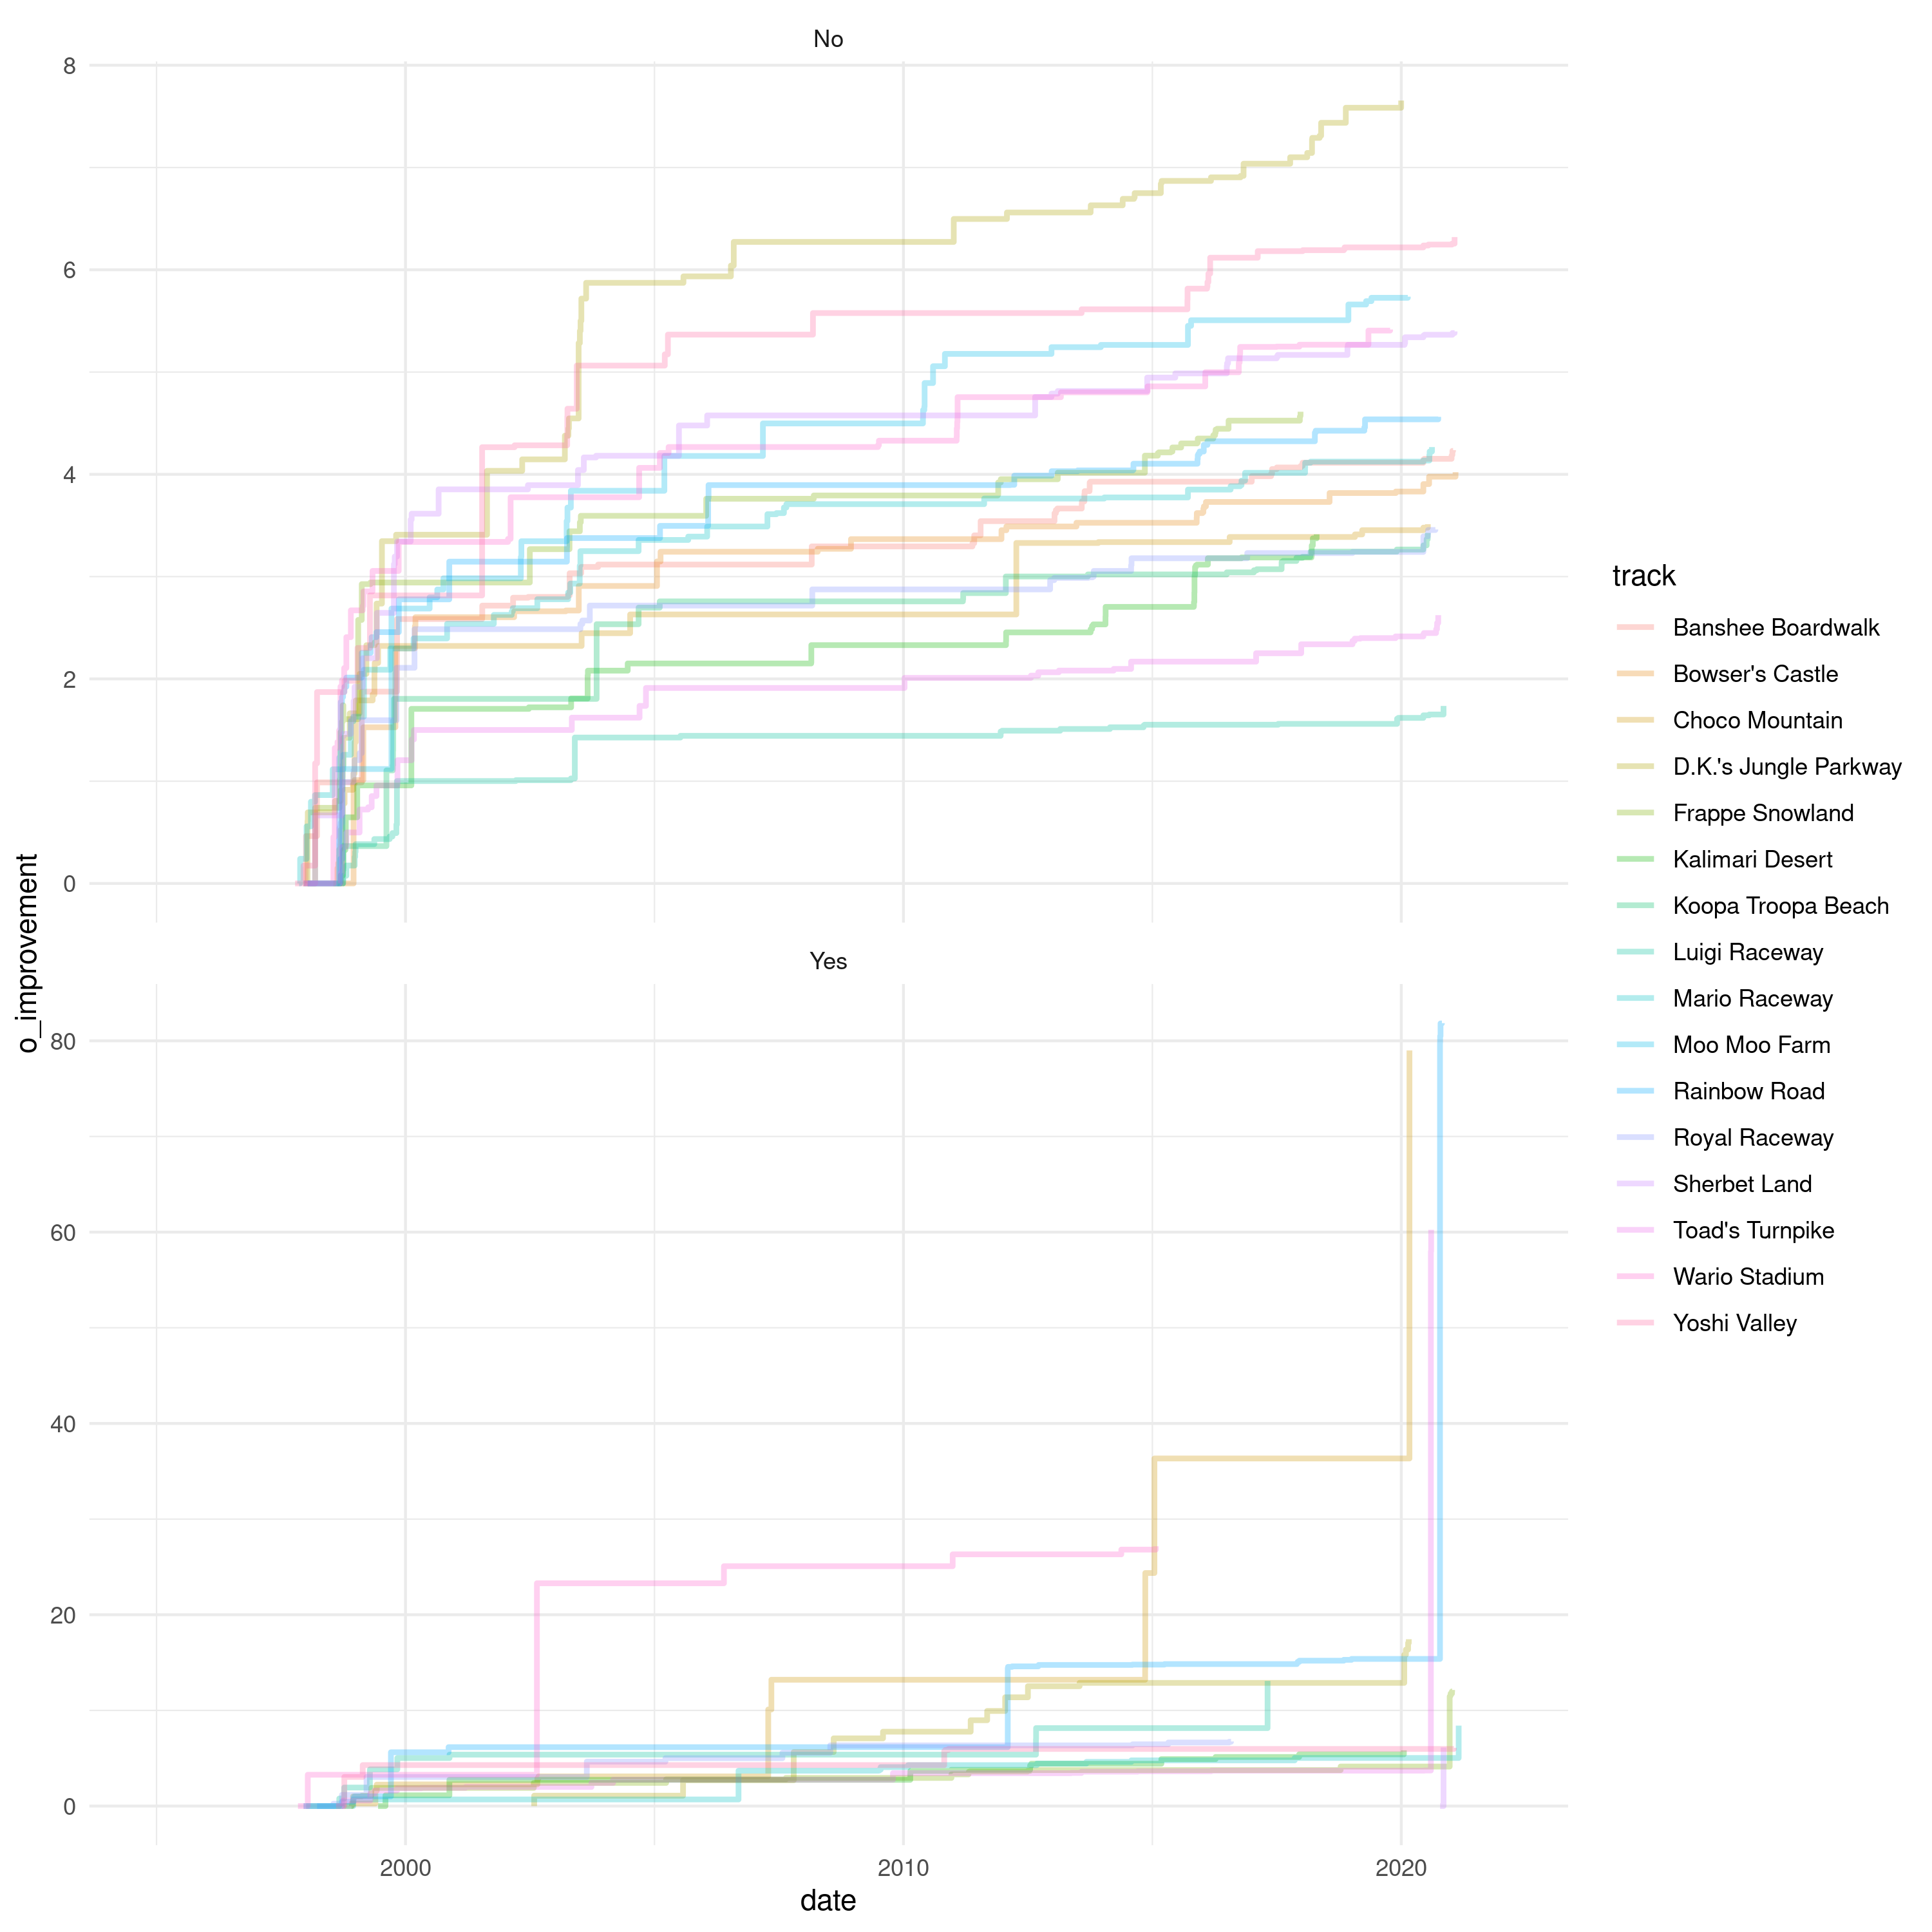 No
8
6
4
2
0
Yes
80
60
40
20
0
2000 2010 2020
date
o_improvement
track
Banshee Boardwalk
Bowser's Castle
Choco Mountain
D.K.'s Jungle Parkway
Frappe Snowland
Kalimari Desert
Koopa Troopa Beach
Luigi Raceway
Mario Raceway
Moo Moo Farm
Rainbow Road
Royal Raceway
Sherbet Land
Toad's Turnpike
Wario Stadium
Yoshi Valley